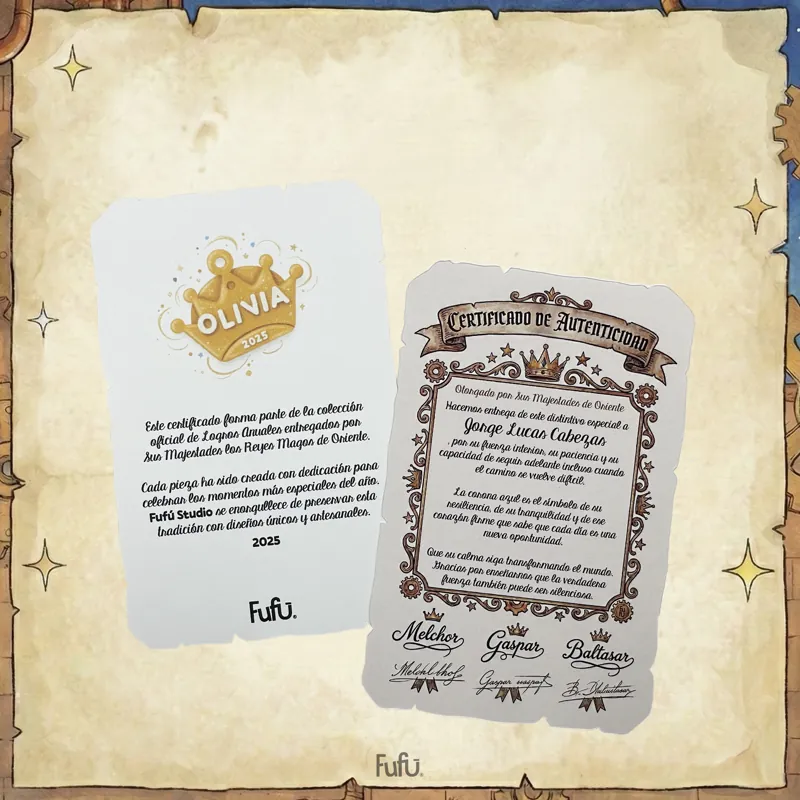 OLIVIA
2025
Este certificado forma parte de la colección
oficial de Logros Anuales entregados por
Sus Majestades los Reyes Magos de Oriente.
Cada pieza ha sido creada con dedicación para
celebrar los momentos más especiales del año.
Fufú Studio se enorgullece de preservar esta
tradición con diseños únicos y artesanales.
2025
Fufū®
CERTIFICADO DE AUTENTICIDAD
Otorgado por Sus Majestades de Oriente
Hacemos entrega de este distintivo especial a
Jorge Lucas Cabezas
, por su fuerza interior, su paciencia y su
capacidad de seguir adelante incluso cuando
el camino se vuelve difícil.
La corona azul es el símbolo de su
resiliencia, de su tranquilidad y de ese
corazón firme que sabe que cada día es una
nueva oportunidad.
Que su calma siga transformando el mundo.
Gracias por enseñarnos que la verdadera
fuerza también puede ser silenciosa.
Melchor Gaspar Baltasar
Gaspar
Fufū®